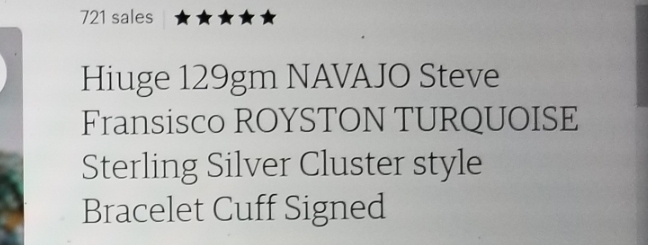 721 sales ★★★★★
Hiuge 129gm NAVAJO Steve
Fransisco ROYSTON TURQUOISE
Sterling Silver Cluster style
Bracelet Cuff Signed